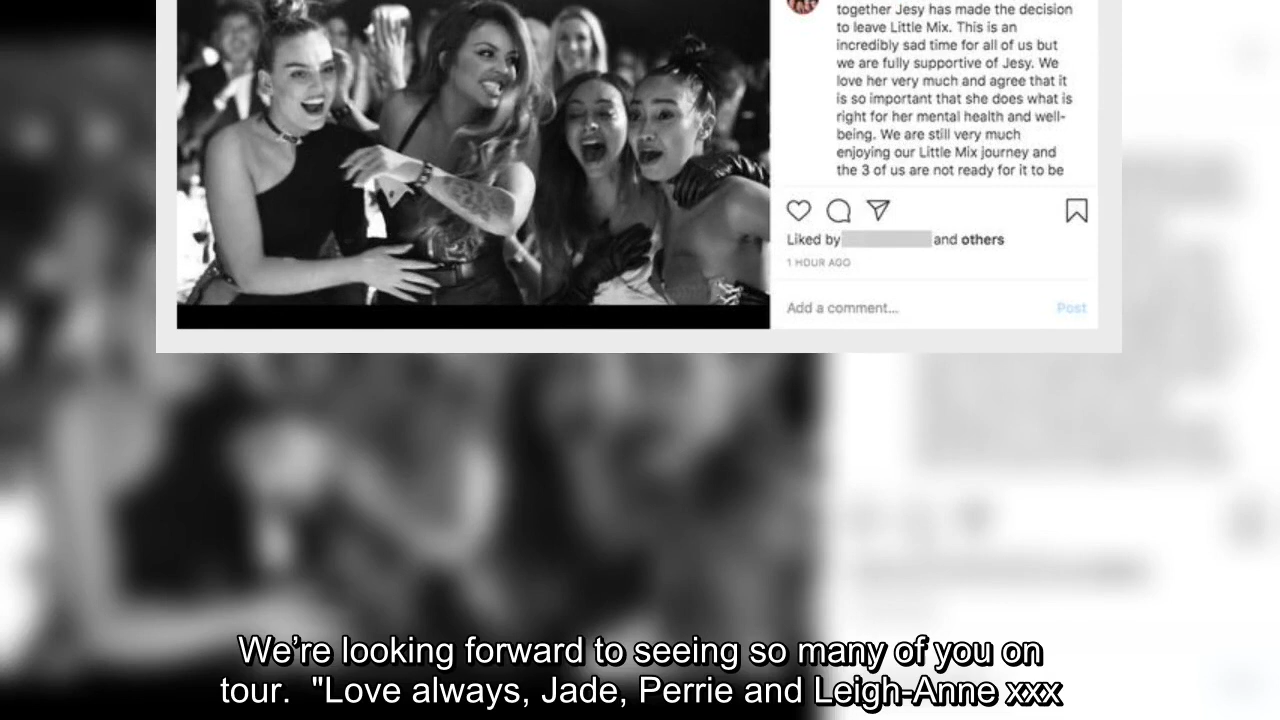 together Jesy has made the decision
to leave Little Mix. This is an
incredibly sad time for all of us but
we are fully supportive of Jesy. We
love her very much and agree that it
is so important that she does what is
right for her mental health and well-
being. We are still very much
enjoying our Little Mix journey and
the 3 of us are not ready for it to be
Liked by and others
1 HOUR AGO
Add a comment... Post
We’re looking forward to seeing so many of you on
tour. "Love always, Jade, Perrie and Leigh-Anne xxx